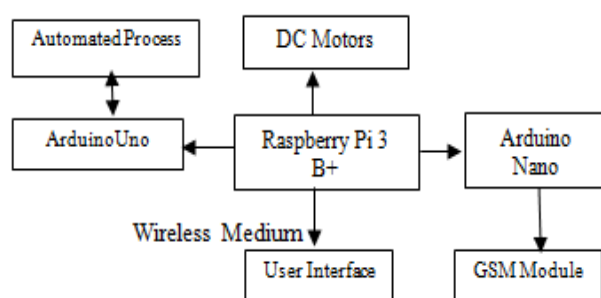 Automated Process
DC Motors
ArduinoUno
Raspberry Pi 3
B+
Arduino
Nano
Wireless Medium
User Interface
GSM Module